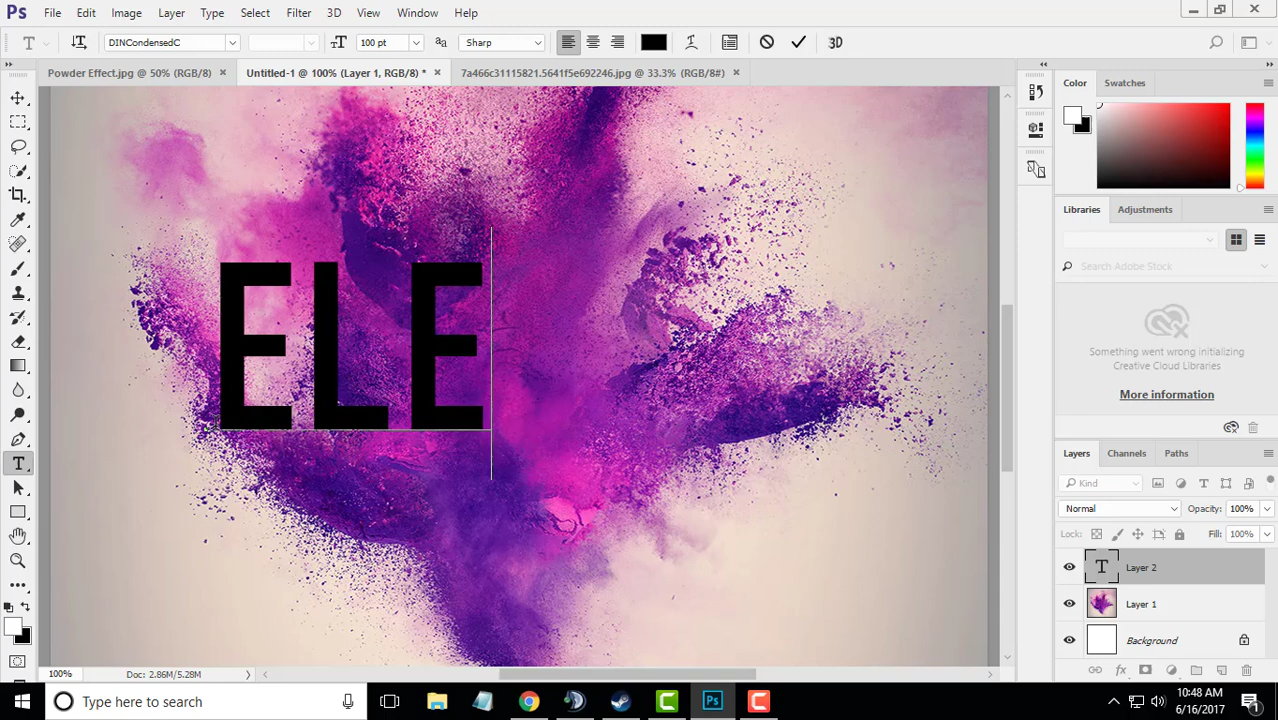 Ps File Edit Image Layer Type Select Filter 3D View Window Help
T DINCondensedC 100 pt aa Sharp 3D
Powder Effect.jpg @ 50% (RGB/8) × Untitled-1 @ 100% (Layer 1, RGB/8) * × 7a466c31115821.5641f5e692246.jpg @ 33.3% (RGB/8#) ×
Color Swatches
Libraries Adjustments
Search Adobe Stock
Something went wrong initializing
Creative Cloud Libraries
More information
ELE
Layers Channels Paths
Kind
Normal Opacity: 100%
Lock: Fill: 100%
T Layer 2
Layer 1
Background
100% Doc: 2.86M/5.28M
Type here to search
Ps
10:48 AM
6/16/2017
1